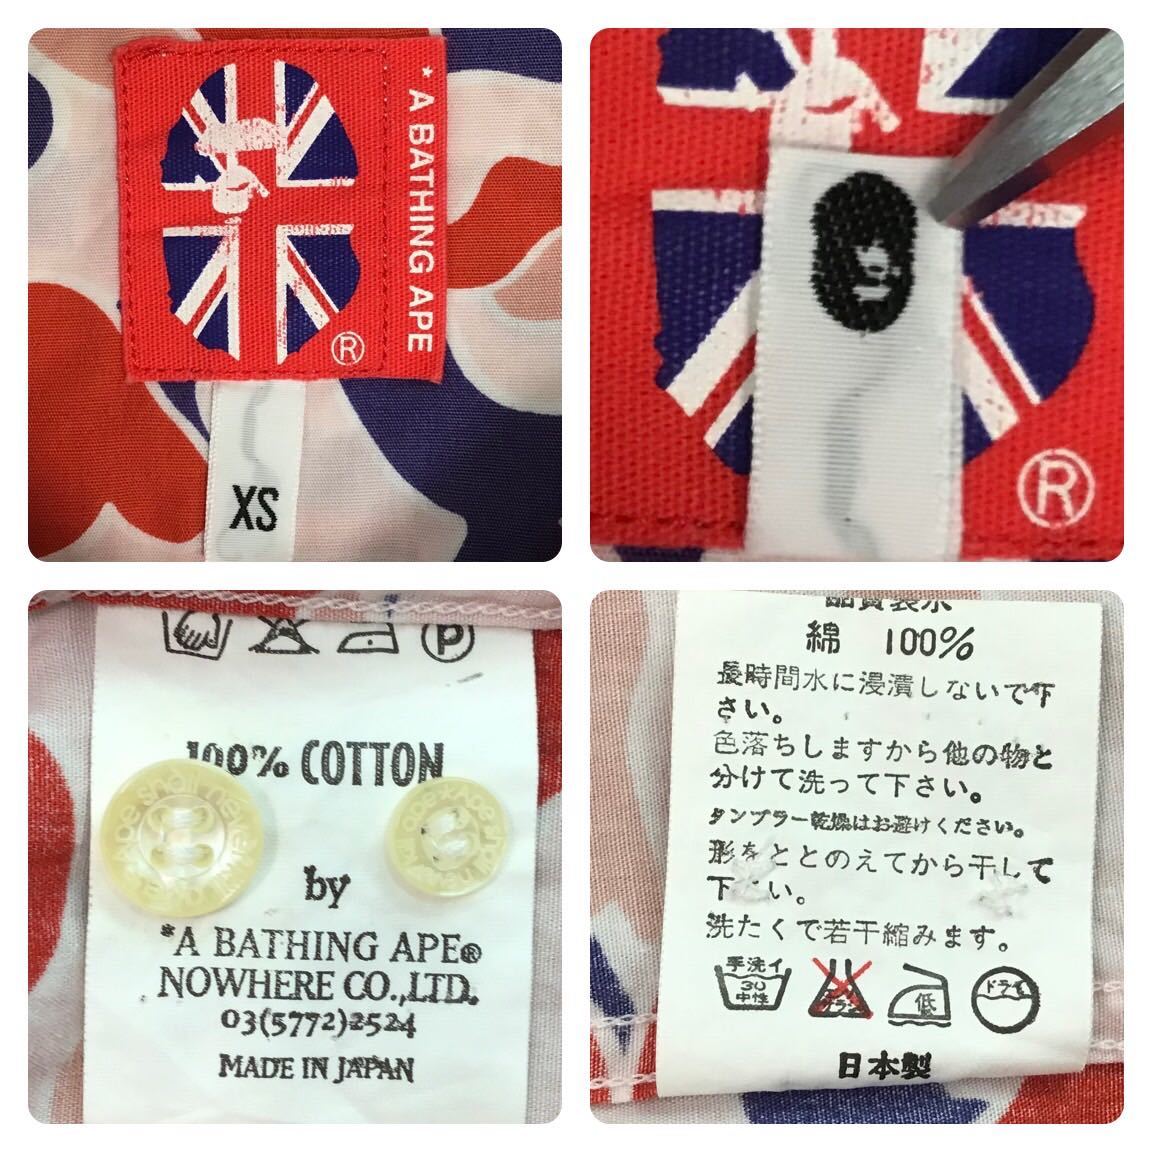 * A BATHING APE
®
XS
®
P
100% COTTON
by
*A BATHING APE®
NOWHERE CO.,LTD.
03(5772)2524
MADE IN JAPAN
品質表示
綿 100%
長時間水に浸漬しないで下
さい。
色落ちしますから他の物と
分けて洗って下さい。
タンブラー乾燥はお避けください。
形をととのえてから干して
下さい。
洗たくで若干縮みます。
手洗イ
30
中性
低
ドライ
日本製